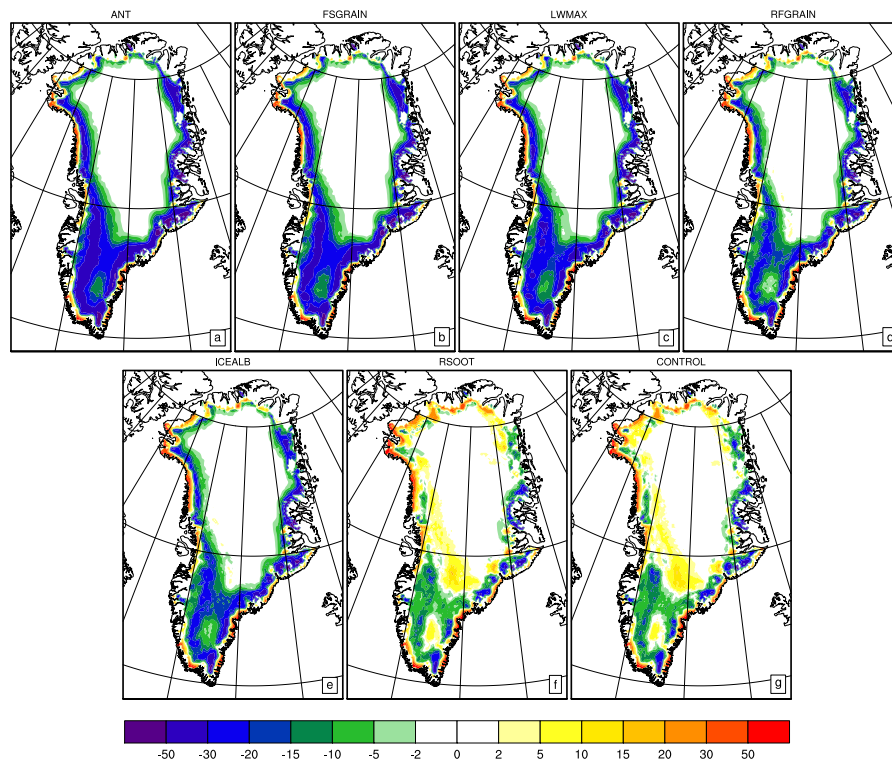 ANT FSGRAIN LWMAX RFGRAIN
a b c d
ICEALB RSOOT CONTROL
e f g
-50 -30 -20 -15 -10 -5 -2 0 2 5 10 15 20 30 50